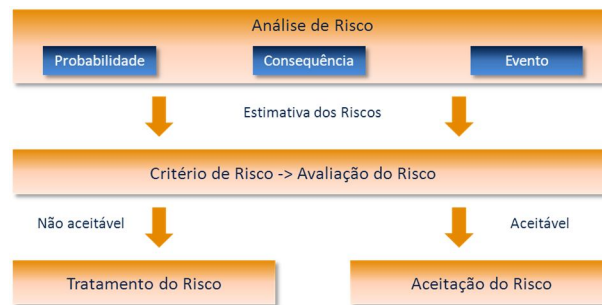 Análise de Risco
Probabilidade
Consequência
Evento
Estimativa dos Riscos
Critério de Risco -> Avaliação do Risco
Não aceitável
Aceitável
Tratamento do Risco
Aceitação do Risco